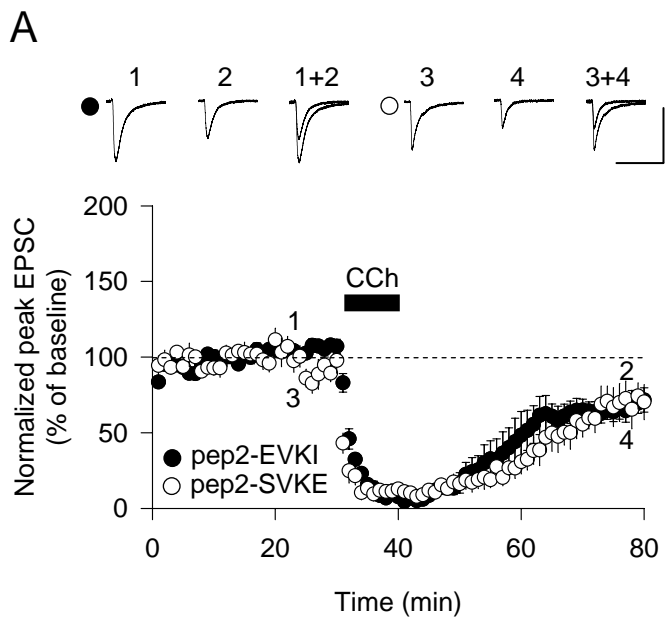 A
1 2 1+2 3 4 3+4
Normalized peak EPSC
(% of baseline)
200
150
100
50
0
CCh
1
3
2
4
pep2-EVKI
pep2-SVKE
0 20 40 60 80
Time (min)